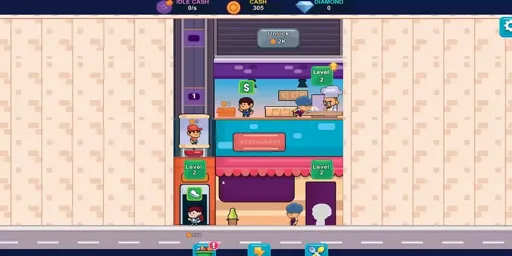 IDLE CASH
0/s
CASH
305
DIAMOND
0
Unlock
2K
Level
2
$
1
RESTAURANT
Level
2
Level
2